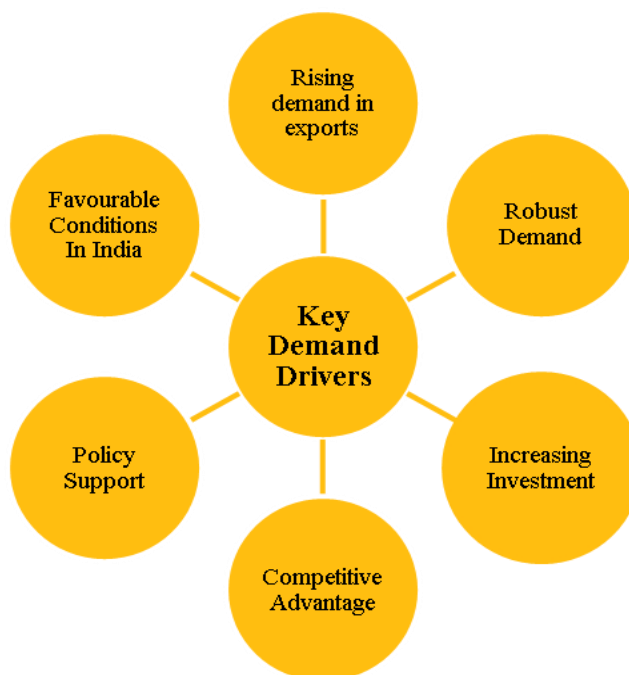 Rising
demand in
exports
Favourable
Conditions
In India
Robust
Demand
Key
Demand
Drivers
Policy
Support
Increasing
Investment
Competitive
Advantage